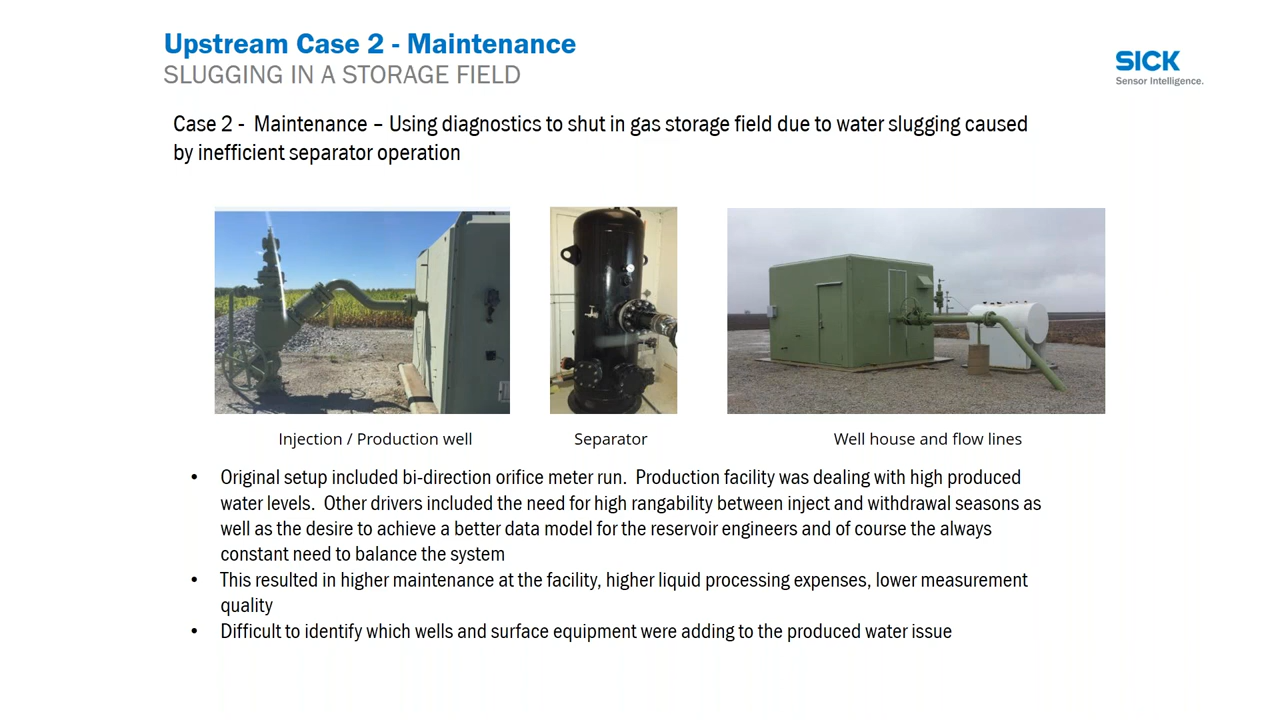 Upstream Case 2 - Maintenance
SLUGGING IN A STORAGE FIELD
SICK
Sensor Intelligence.
Case 2 -  Maintenance – Using diagnostics to shut in gas storage field due to water slugging caused
by inefficient separator operation
Injection / Production well
Separator
Well house and flow lines
• Original setup included bi-direction orifice meter run.  Production facility was dealing with high produced
water levels.  Other drivers included the need for high rangability between inject and withdrawal seasons as
well as the desire to achieve a better data model for the reservoir engineers and of course the always
constant need to balance the system
• This resulted in higher maintenance at the facility, higher liquid processing expenses, lower measurement
quality
• Difficult to identify which wells and surface equipment were adding to the produced water issue